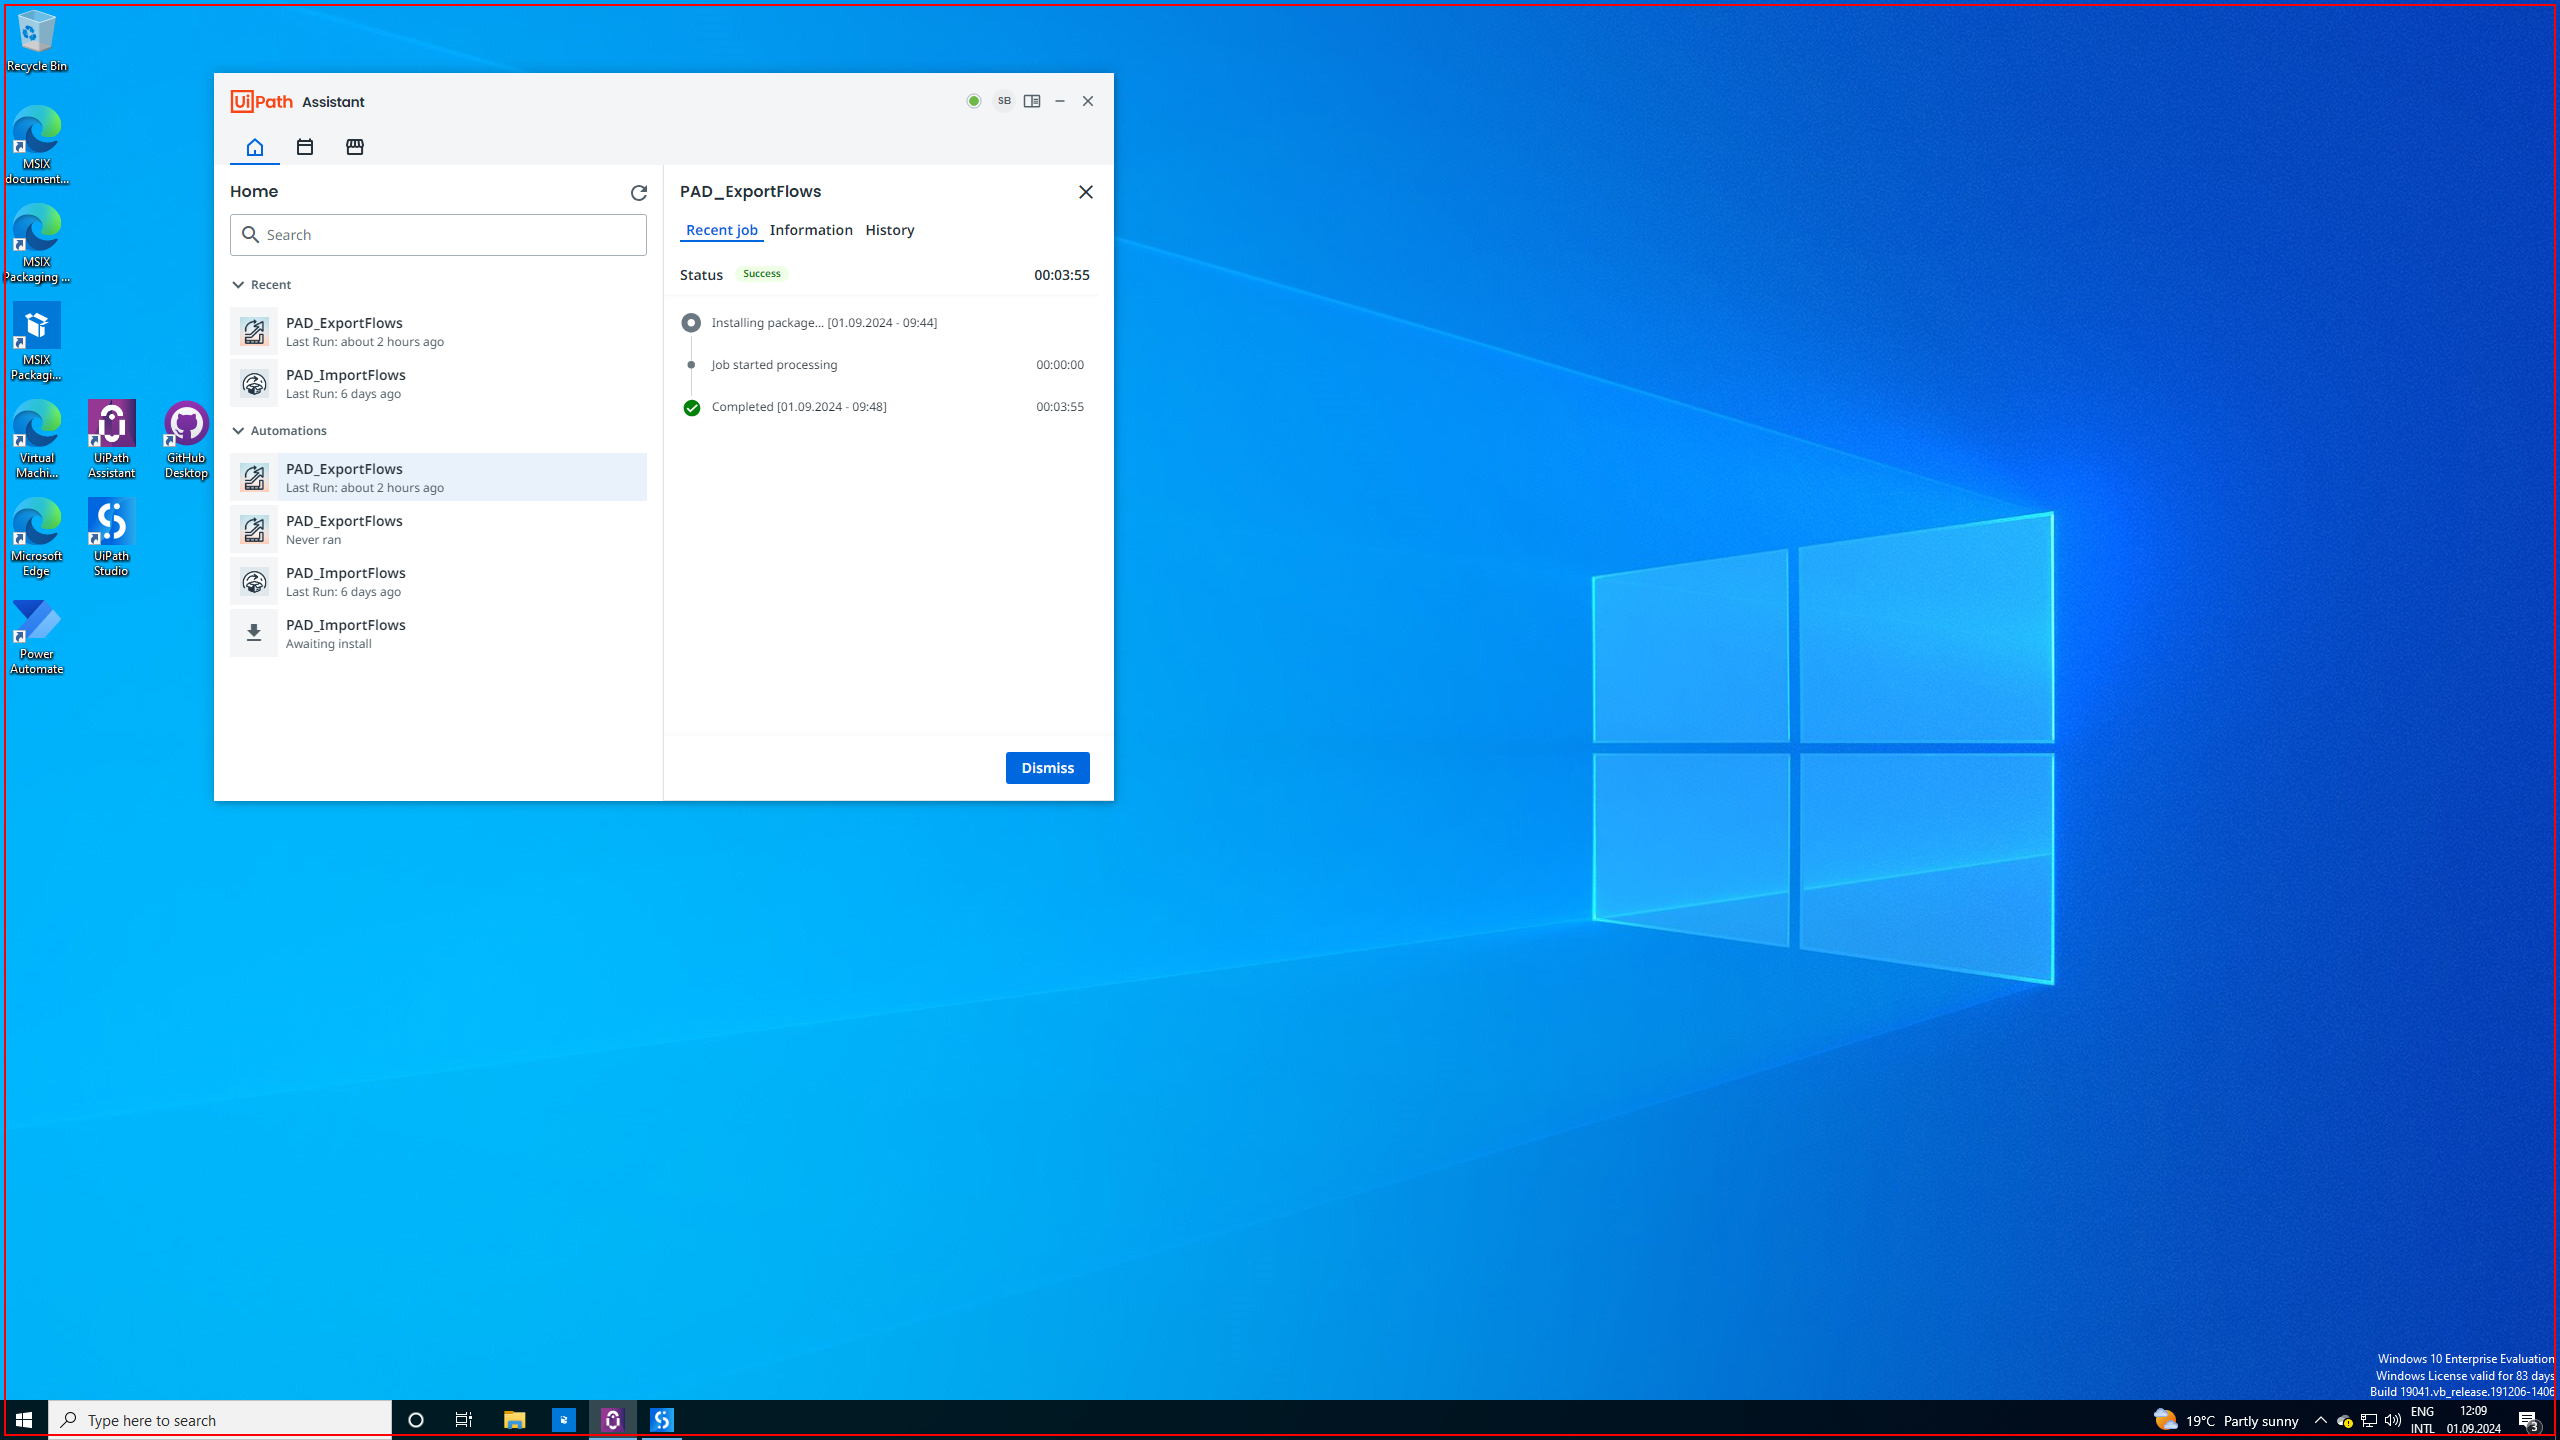 Recycle Bin
MSIX
document...
MSIX
Packaging ...
MSIX
Packagi...
Virtual
Machi...
UiPath
Assistant
GitHub
Desktop
Microsoft
Edge
UiPath
Studio
Power
Automate
UiPath Assistant
SB
Home
Search
Recent
PAD_ExportFlows
Last Run: about 2 hours ago
PAD_ImportFlows
Last Run: 6 days ago
Automations
PAD_ExportFlows
Last Run: about 2 hours ago
PAD_ExportFlows
Never ran
PAD_ImportFlows
Last Run: 6 days ago
PAD_ImportFlows
Awaiting install
PAD_ExportFlows
Recent job Information History
Status Success 00:03:55
Installing package... [01.09.2024 - 09:44]
Job started processing 00:00:00
Completed [01.09.2024 - 09:48] 00:03:55
Dismiss
Windows 10 Enterprise Evaluation
Windows License valid for 83 days
Build 19041.vb_release.191206-1406
Type here to search
19°C Partly sunny
ENG
INTL
12:09
01.09.2024
3